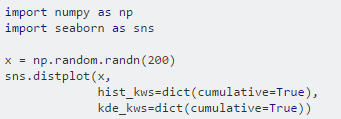 import numpy as np
import seaborn as sns

x = np.random.randn(200)
sns.distplot(x,
             hist_kws=dict(cumulative=True),
             kde_kws=dict(cumulative=True))